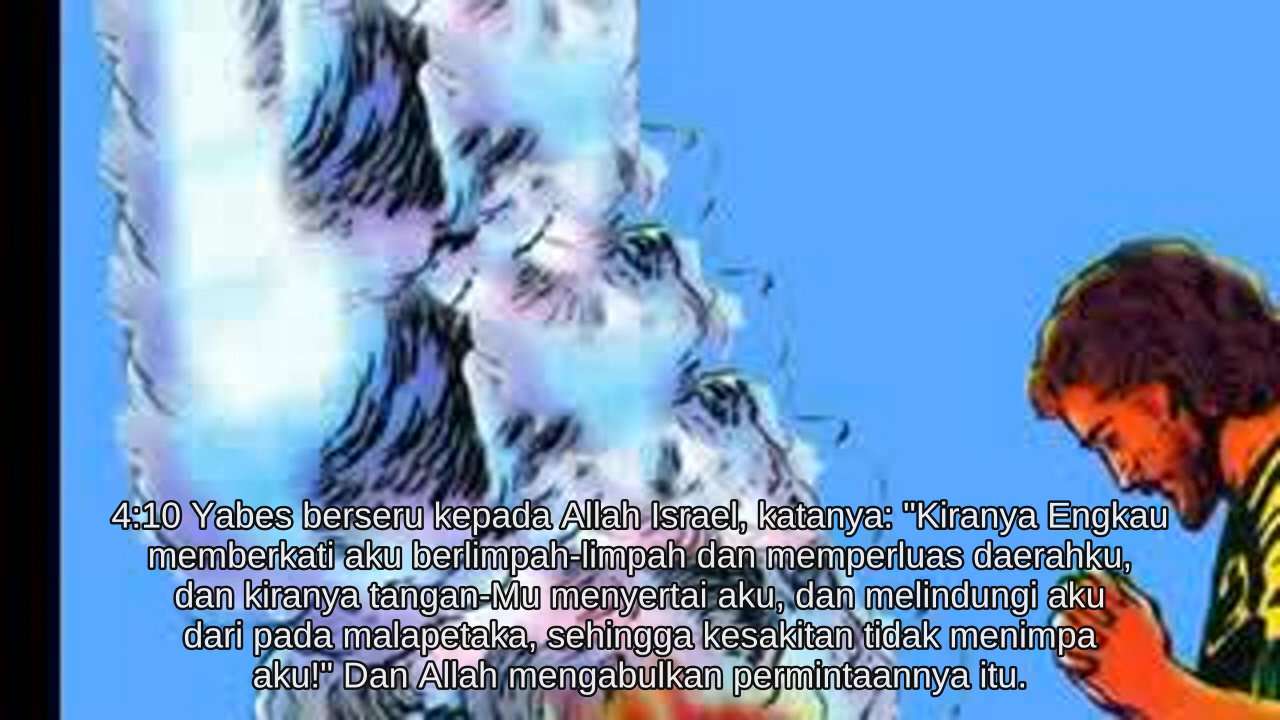 4:10 Yabes berseru kepada Allah Israel, katanya: "Kiranya Engkau
memberkati aku berlimpah-limpah dan memperluas daerahku,
dan kiranya tangan-Mu menyertai aku, dan melindungi aku
dari pada malapetaka, sehingga kesakitan tidak menimpa
aku!" Dan Allah mengabulkan permintaannya itu.